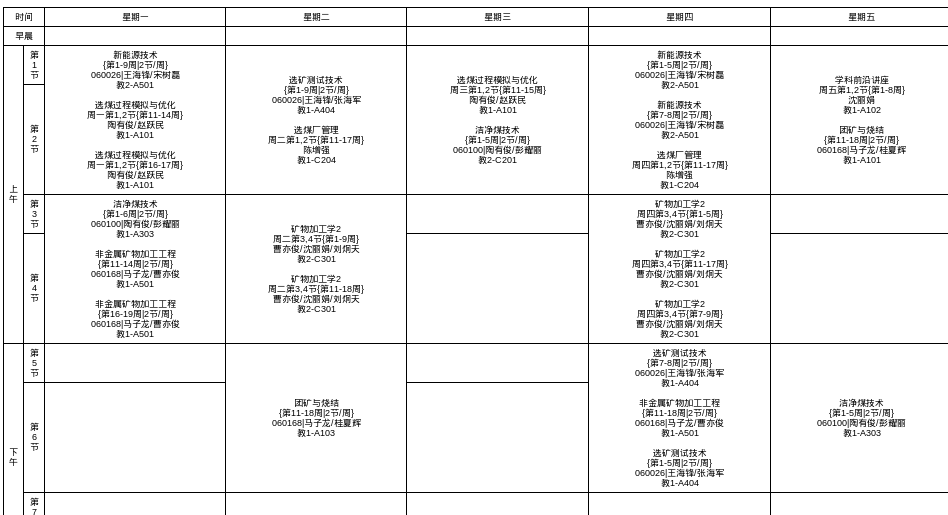 时间
星期一
星期二
星期三
星期四
星期五
早晨
上午
第1节
新能源技术
{第1-9周|2节/周}
060026|王海锋/宋树磊
教2-A501
选煤过程模拟与优化
周一第1,2节{第11-14周}
陶有俊/赵跃民
教1-A101
选煤过程模拟与优化
周一第1,2节{第16-17周}
陶有俊/赵跃民
教1-A101
选矿测试技术
{第1-9周|2节/周}
060026|王海锋/张海军
教1-A404
选煤厂管理
周二第1,2节{第11-17周}
陈增强
教1-C204
选煤过程模拟与优化
周三第1,2节{第11-15周}
陶有俊/赵跃民
教1-A101
洁净煤技术
{第1-5周|2节/周}
060100|陶有俊/彭耀丽
教2-C201
新能源技术
{第1-5周|2节/周}
060026|王海锋/宋树磊
教2-A501
新能源技术
{第7-8周|2节/周}
060026|王海锋/宋树磊
教2-A501
选煤厂管理
周四第1,2节{第11-17周}
陈增强
教1-C204
学科前沿讲座
周五第1,2节{第1-8周}
沈丽娟
教1-A102
团矿与烧结
{第11-18周|2节/周}
060168|马子龙/桂夏辉
教1-A101
第2节
第3节
洁净煤技术
{第1-6周|2节/周}
060100|陶有俊/彭耀丽
教1-A303
非金属矿物加工工程
{第11-14周|2节/周}
060168|马子龙/曹亦俊
教1-A501
非金属矿物加工工程
{第16-19周|2节/周}
060168|马子龙/曹亦俊
教1-A501
矿物加工学2
周二第3,4节{第1-9周}
曹亦俊/沈丽娟/刘炯天
教2-C301
矿物加工学2
周二第3,4节{第11-18周}
曹亦俊/沈丽娟/刘炯天
教2-C301
矿物加工学2
周四第3,4节{第1-5周}
曹亦俊/沈丽娟/刘炯天
教2-C301
矿物加工学2
周四第3,4节{第11-17周}
曹亦俊/沈丽娟/刘炯天
教2-C301
矿物加工学2
周四第3,4节{第7-9周}
曹亦俊/沈丽娟/刘炯天
教2-C301
第4节
下午
第5节
团矿与烧结
{第11-18周|2节/周}
060168|马子龙/桂夏辉
教1-A103
选矿测试技术
{第7-8周|2节/周}
060026|王海锋/张海军
教1-A404
非金属矿物加工工程
{第11-18周|2节/周}
060168|马子龙/曹亦俊
教1-A501
选矿测试技术
{第1-5周|2节/周}
060026|王海锋/张海军
教1-A404
洁净煤技术
{第1-5周|2节/周}
060100|陶有俊/彭耀丽
教1-A303
第6节
第7